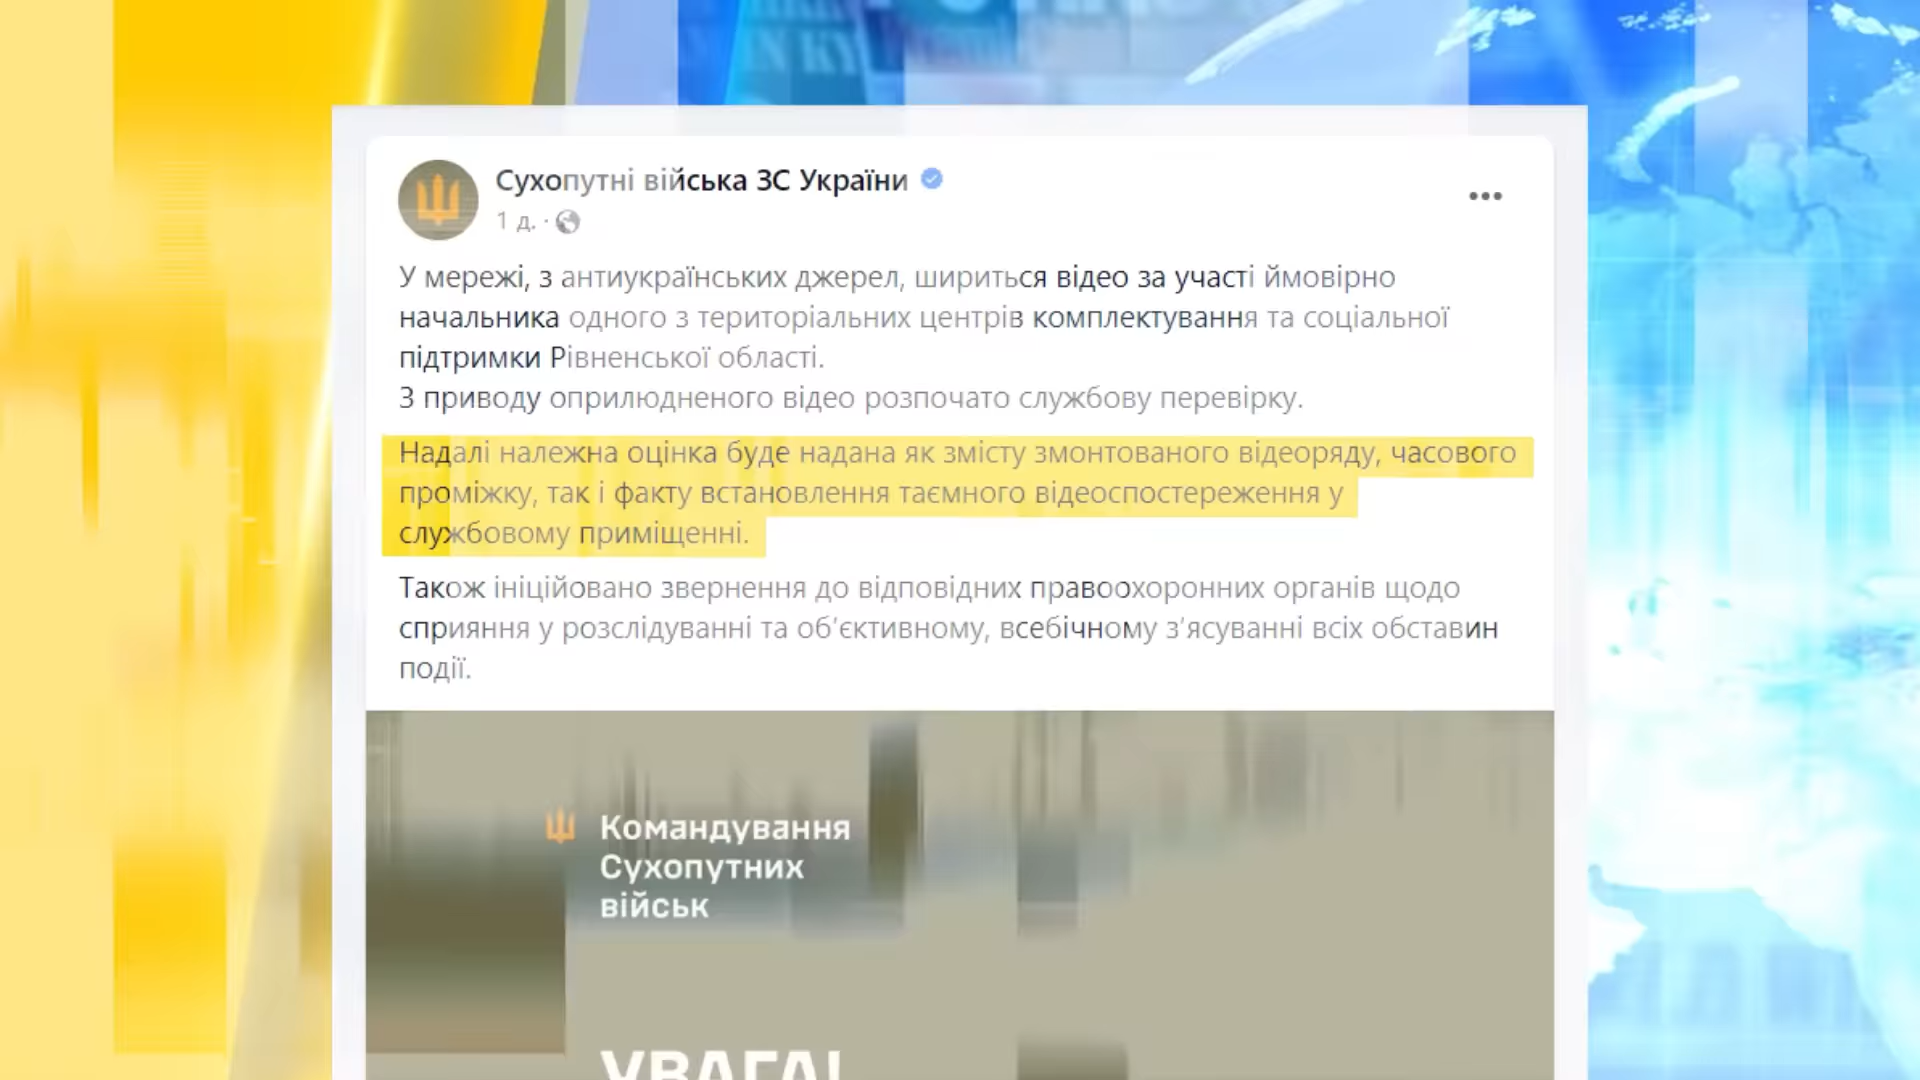 Сухопутні війська ЗС України
1 д. ·
У мережі, з антиукраїнських джерел, шириться відео за участі ймовірно
начальника одного з територіальних центрів комплектування та соціальної
підтримки Рівненської області.
З приводу оприлюдненого відео розпочато службову перевірку.
Надалі належна оцінка буде надана як змісту змонтованого відеоряду, часового
проміжку, так і факту встановлення таємного відеоспостереження у
службовому приміщенні.
Також ініційовано звернення до відповідних правоохоронних органів щодо
сприяння у розслідуванні та об’єктивному, всебічному з’ясуванні всіх обставин
події.
Командування
Сухопутних
військ
УВАГА!